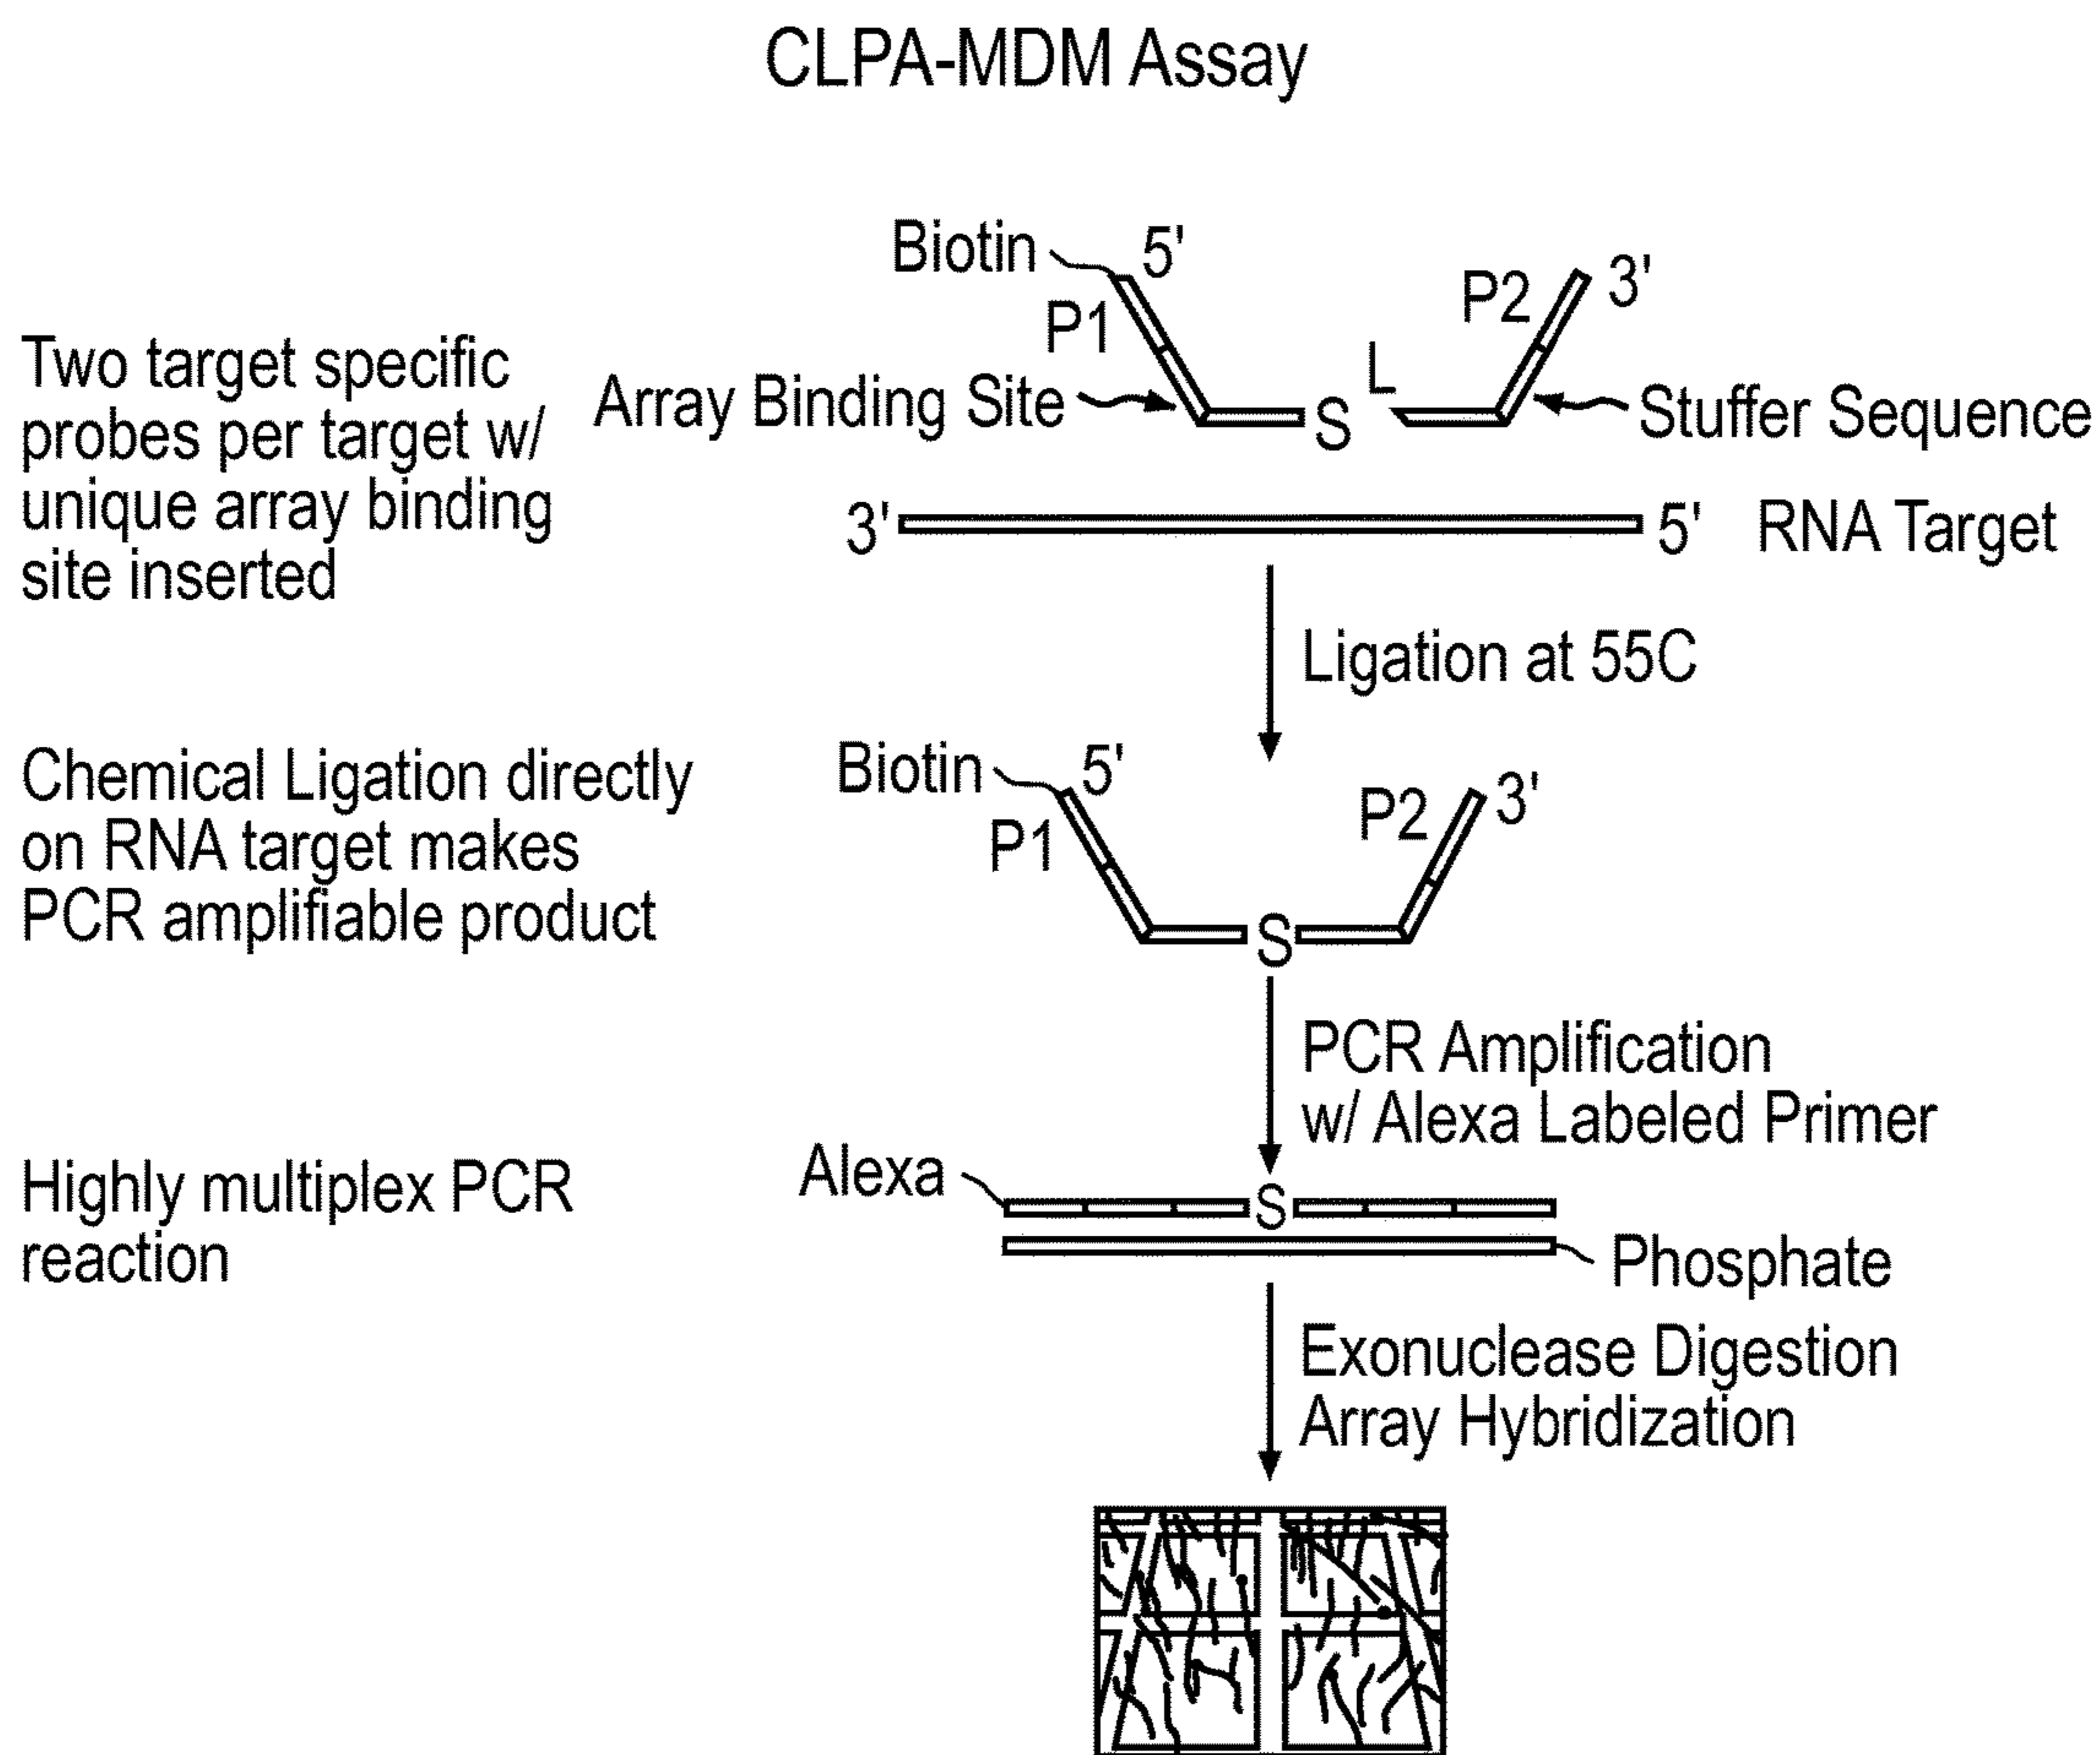 CLPA-MDM Assay
Biotin
5'
P1
P2
3'
L
Array Binding Site
S
Stuffer Sequence
Two target specific
probes per target w/
unique array binding
site inserted
3'
5'
RNA Target
Ligation at 55C
Chemical Ligation directly
on RNA target makes
PCR amplifiable product
Biotin
5'
P1
P2
3'
S
PCR Amplification
w/ Alexa Labeled Primer
Highly multiplex PCR
reaction
Alexa
S
Phosphate
Exonuclease Digestion
Array Hybridization